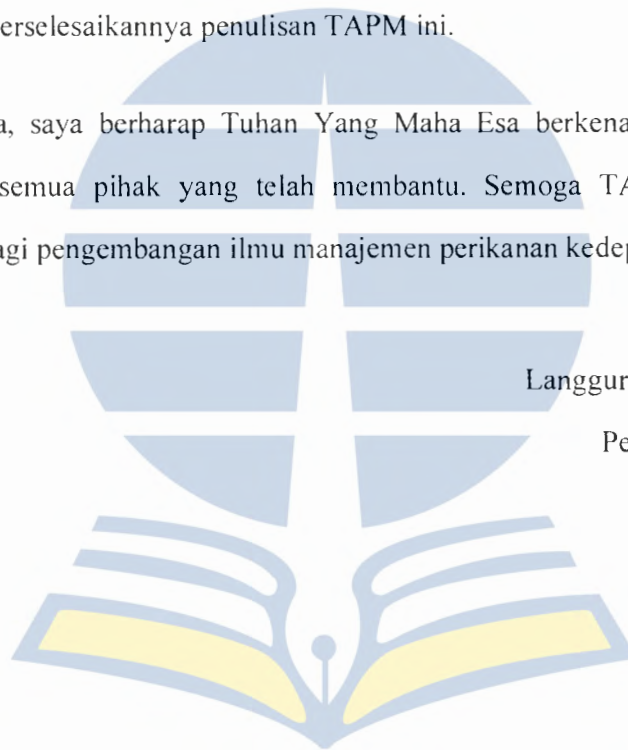 erselesaikannya penulisan TAPM ini.
a, saya berharap Tuhan Yang Maha Esa berkena
semua pihak yang telah membantu. Semoga TA
agi pengembangan ilmu manajemen perikanan kedep
Langgur
Pe